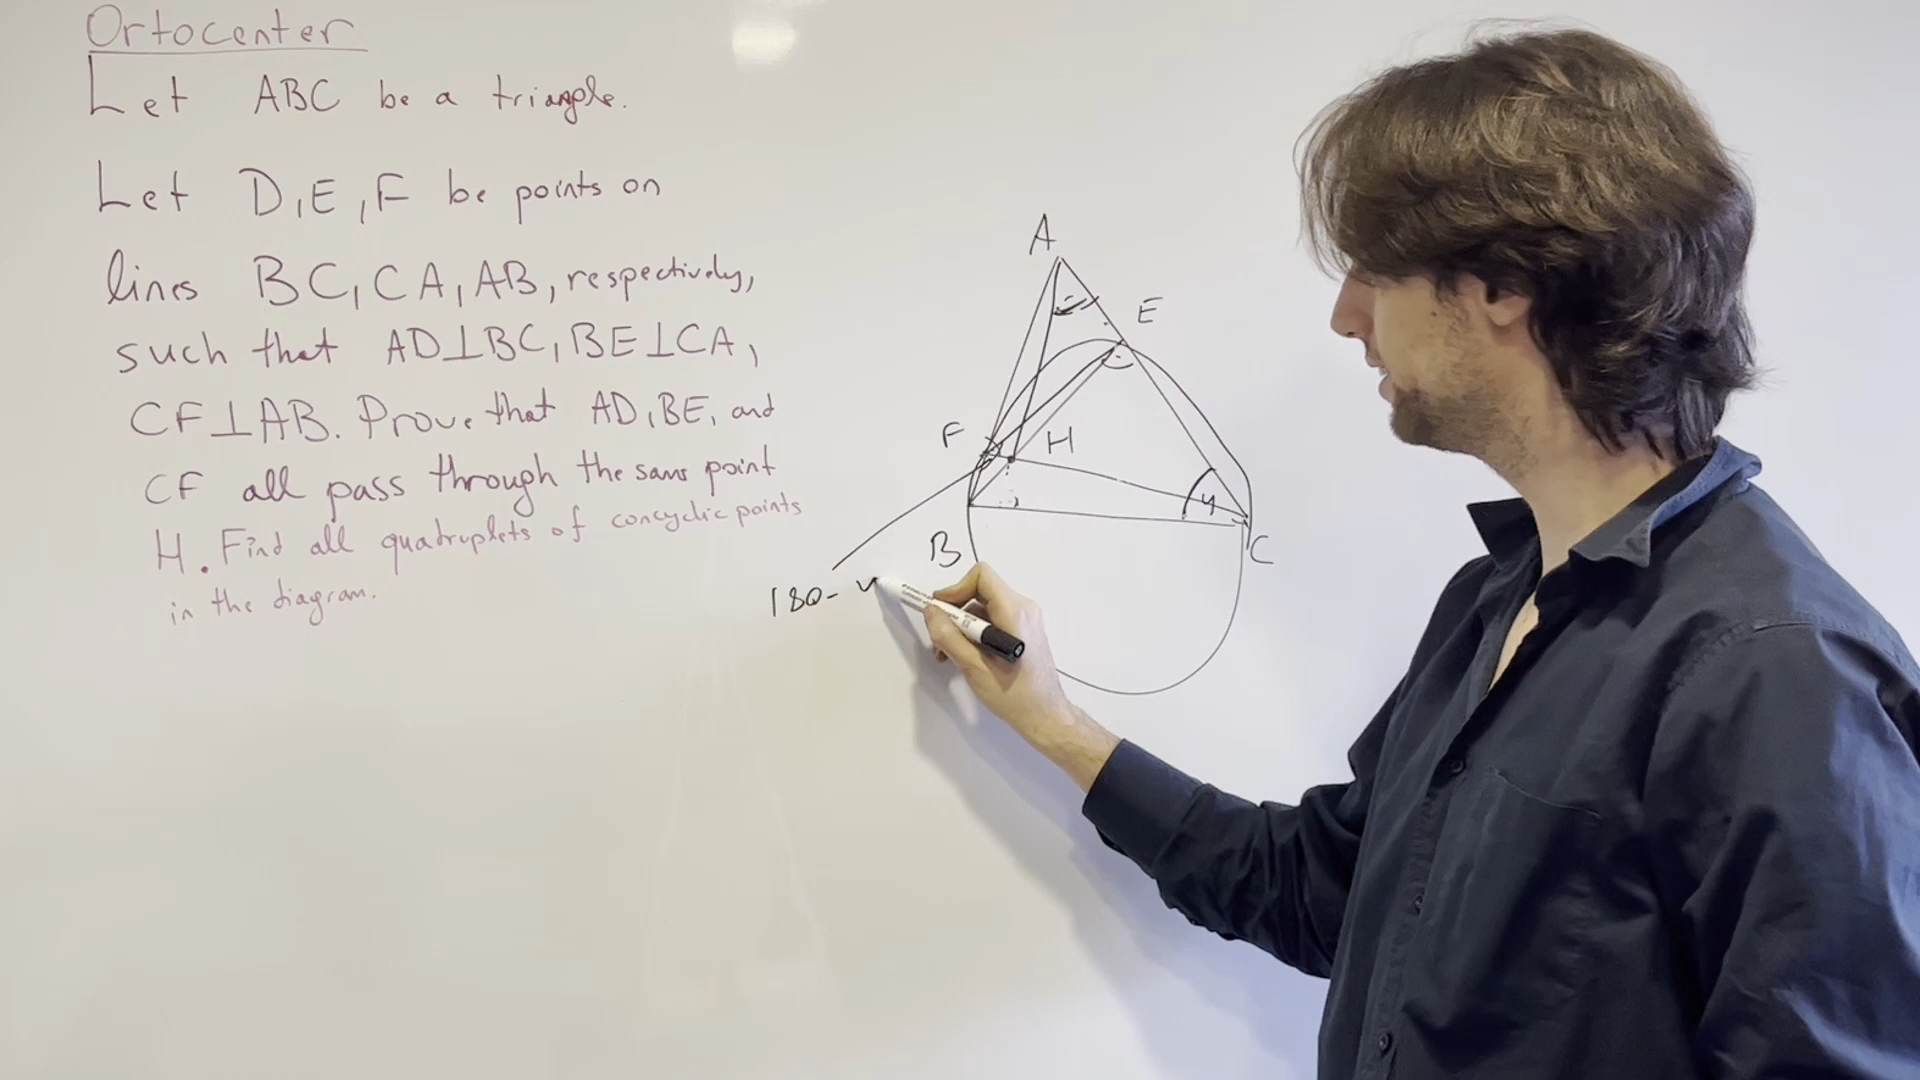 Ortocenter
Let ABC be a triangle.
Let D, E, F be points on
lines BC, CA, AB, respectively,
such that AD⊥BC, BE⊥CA,
CF⊥AB. Prove that AD, BE, and
CF all pass through the same point
H. Find all quadruplets of concyclic points
in the diagram.
A
E
F
H
y
B
C
180-